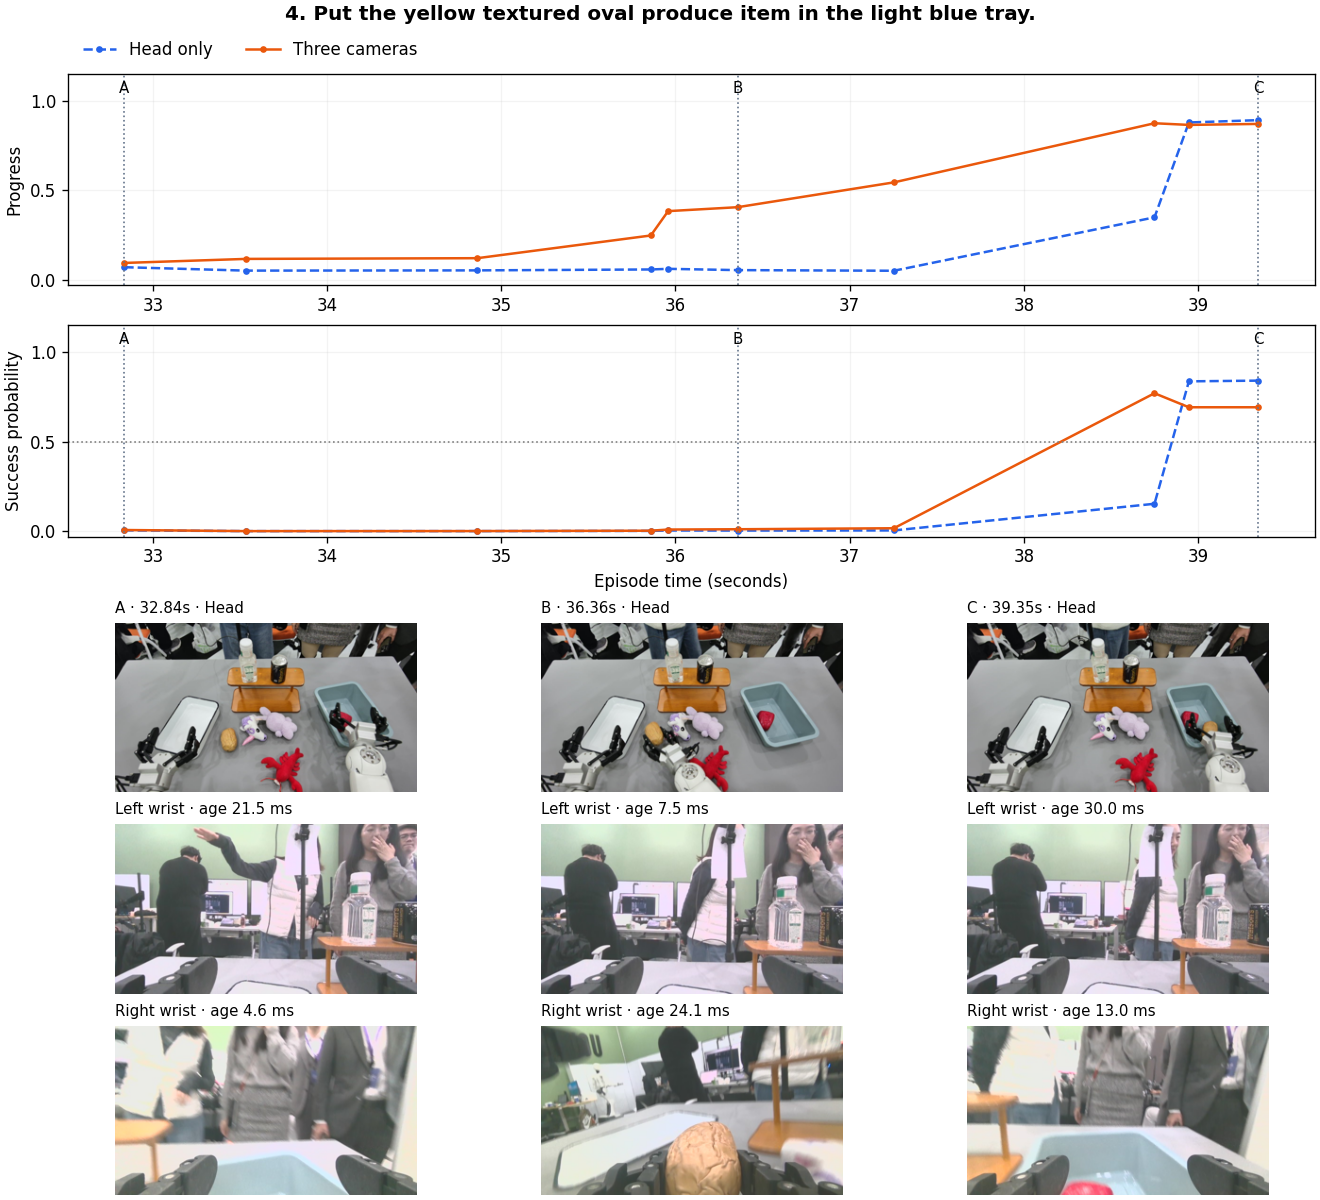 4. Put the yellow textured oval produce item in the light blue tray.
Head only
Three cameras
A B C
Progress
1.0
0.5
0.0
33 34 35 36 37 38 39
A B C
Success probability
1.0
0.5
0.0
33 34 35 36 37 38 39
Episode time (seconds)
A · 32.84s · Head
B · 36.36s · Head
C · 39.35s · Head
Left wrist · age 21.5 ms
Left wrist · age 7.5 ms
Left wrist · age 30.0 ms
Right wrist · age 4.6 ms
Right wrist · age 24.1 ms
Right wrist · age 13.0 ms